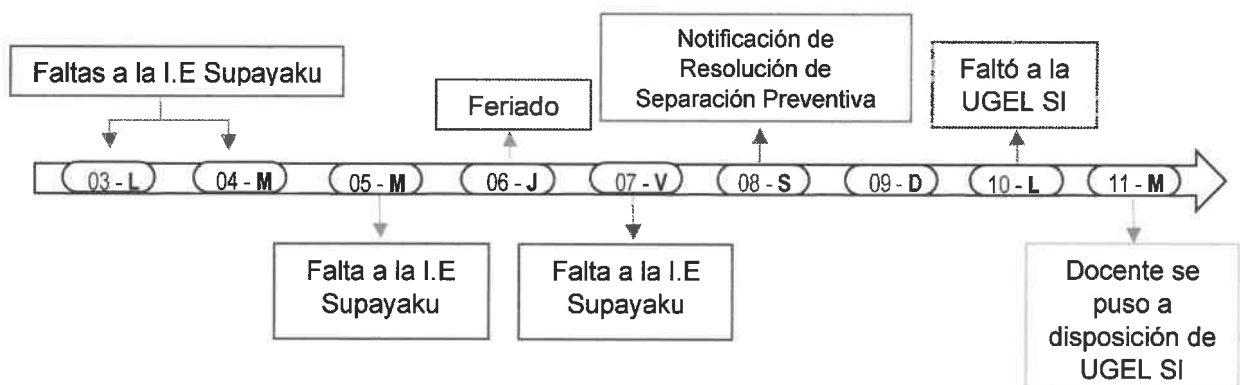 Faltas a la I.E Supayaku
Feriado
Notificación de
Resolución de
Separación Preventiva
Faltó a la
UGEL SI
03 - L
04 - M
05 - M
06 - J
07 - V
08 - S
09 - D
10 - L
11 - M
Falta a la I.E
Supayaku
Falta a la I.E
Supayaku
Docente se
puso a
disposición de
UGEL SI